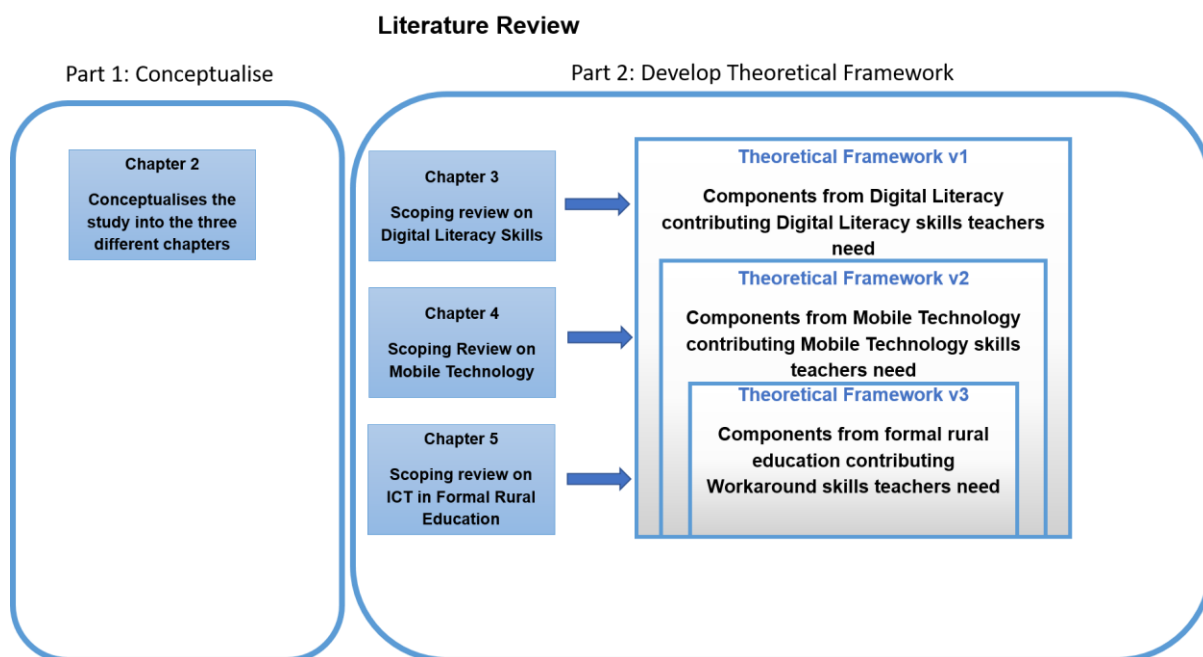 Literature Review
Part 1: Conceptualise
Part 2: Develop Theoretical Framework
Chapter 2
Conceptualises the
study into the three
different chapters
Chapter 3
Scoping review on
Digital Literacy Skills
Theoretical Framework v1
Components from Digital Literacy
contributing Digital Literacy skills teachers
need
Chapter 4
Scoping Review on
Mobile Technology
Theoretical Framework v2
Components from Mobile Technology
contributing Mobile Technology skills
teachers need
Chapter 5
Scoping review on
ICT in Formal Rural
Education
Theoretical Framework v3
Components from formal rural
education contributing
Workaround skills teachers need